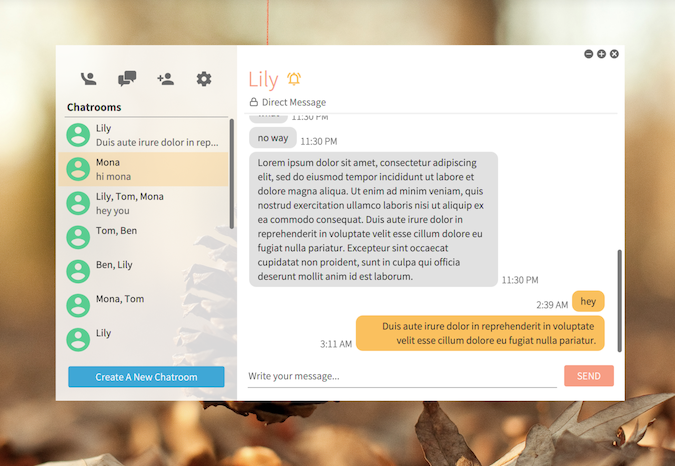 Chatrooms
Lily
Duis aute irure dolor in rep...
Mona
hi mona
Lily, Tom, Mona
hey you
Tom, Ben
Ben, Lily
Mona, Tom
Lily
Create A New Chatroom
Lily
Direct Message
11:30 PM
no way
11:30 PM
Lorem ipsum dolor sit amet, consectetur adipiscing
elit, sed do eiusmod tempor incididunt ut labore et
dolore magna aliqua. Ut enim ad minim veniam, quis
nostrud exercitation ullamco laboris nisi ut aliquip ex
ea commodo consequat. Duis aute irure dolor in
reprehenderit in voluptate velit esse cillum dolore eu
fugiat nulla pariatur. Excepteur sint occaecat
cupidatat non proident, sunt in culpa qui officia
deserunt mollit anim id est laborum.
11:30 PM
2:39 AM
hey
Duis aute irure dolor in reprehenderit in voluptate
velit esse cillum dolore eu fugiat nulla pariatur.
3:11 AM
Write your message...
SEND